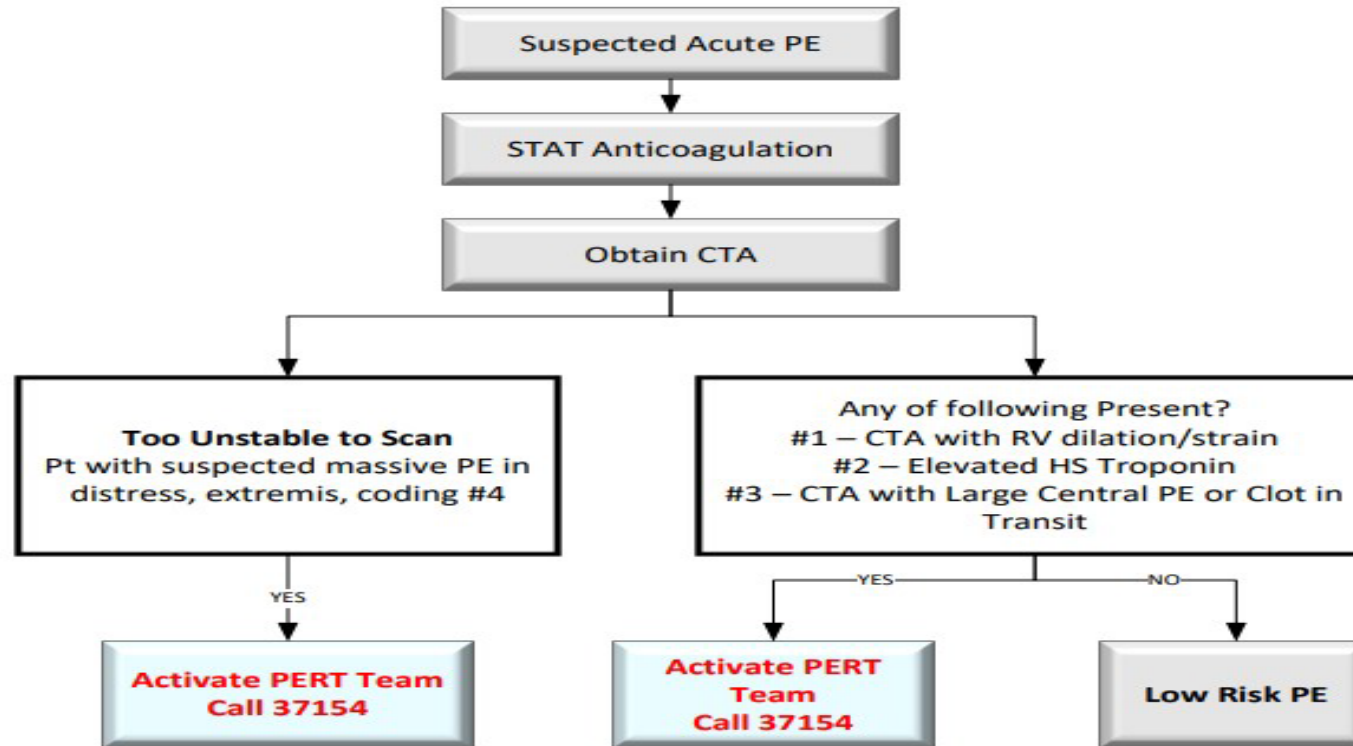 Suspected Acute PE
STAT Anticoagulation
Obtain CTA
Too Unstable to Scan
Pt with suspected massive PE in
distress, extremis, coding #4
Any of following Present?
#1 – CTA with RV dilation/strain
#2 – Elevated HS Troponin
#3 – CTA with Large Central PE or Clot in
Transit
YES
YES
NO
Activate PERT Team
Call 37154
Activate PERT
Team
Call 37154
Low Risk PE